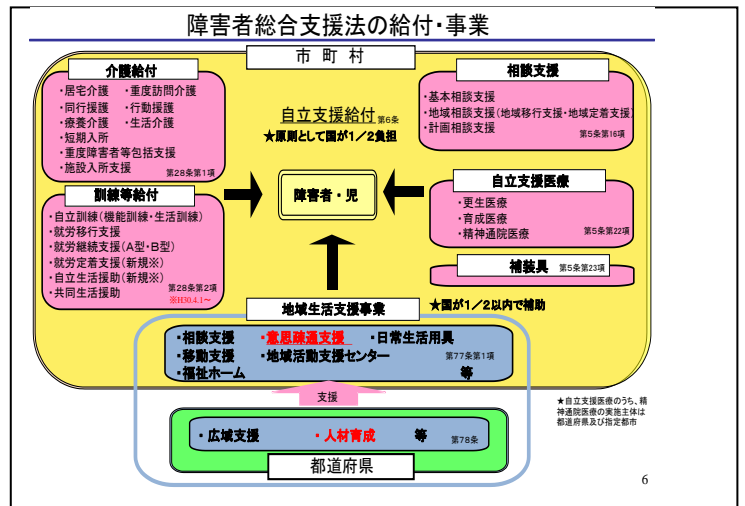 障害者総合支援法の給付・事業
市 町 村
介護給付
・居宅介護 ・重度訪問介護
・同行援護 ・行動援護
・療養介護 ・生活介護
・短期入所
・重度障害者等包括支援
・施設入所支援 第28条第1項
訓練等給付
・自立訓練(機能訓練・生活訓練)
・就労移行支援
・就労継続支援(A型・B型)
・就労定着支援(新規※)
・自立生活援助(新規※)
・共同生活援助 第28条第2項
※H30.4.1～
自立支援給付 第6条
★原則として国が1/2負担
障害者・児
相談支援
・基本相談支援
・地域相談支援(地域移行支援・地域定着支援)
・計画相談支援 第5条第16項
自立支援医療
・更生医療
・育成医療
・精神通院医療 第5条第22項
補装具 第5条第23項
地域生活支援事業 ★国が1/2以内で補助
・相談支援 ・意思疎通支援 ・日常生活用具
・移動支援 ・地域活動支援センター 第77条第1項
・福祉ホーム 等
支援
・広域支援 ・人材育成 等 第78条
都道府県
★自立支援医療のうち、精
神通院医療の実施主体は
都道府県及び指定都市
6